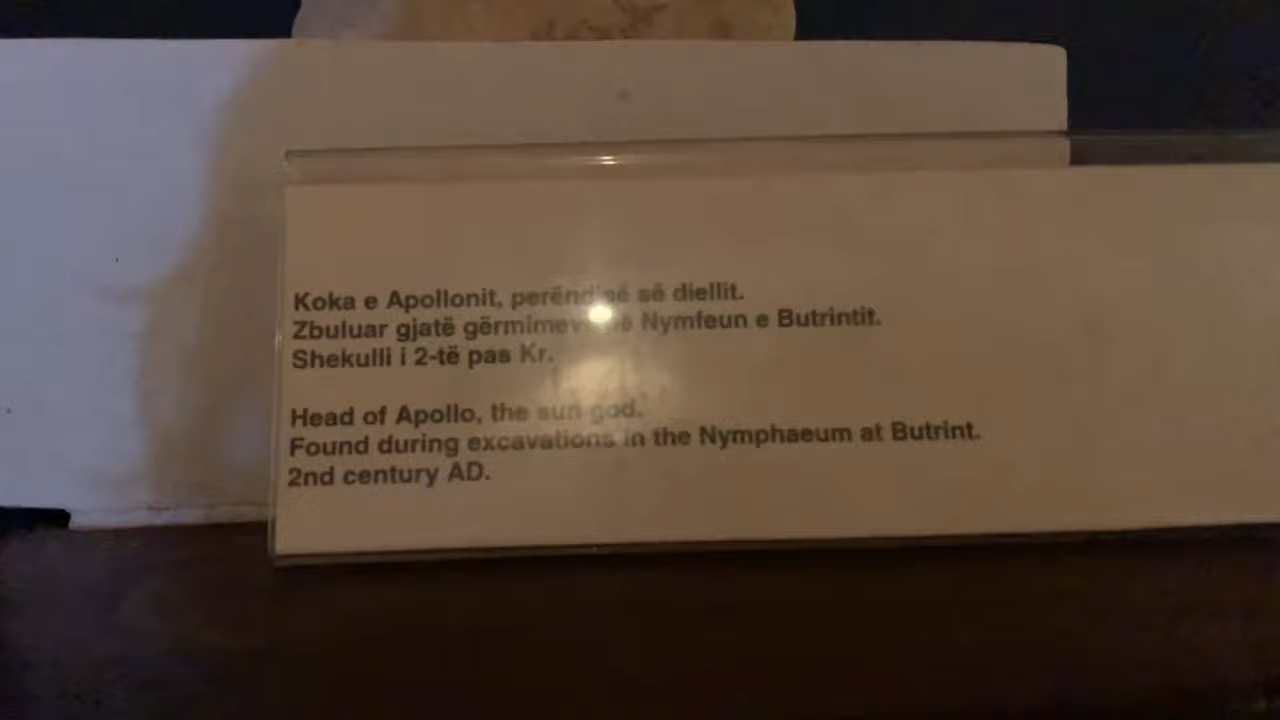 Koka e Apollonit, së diellit.
Zbuluar gjatë Nymfeun e Butrintit.
Shekulli i 2-të pas Kr.
Head of Apollo, the sun god.
Found during excavations in the Nymphaeum at Butrint.
2nd century AD.